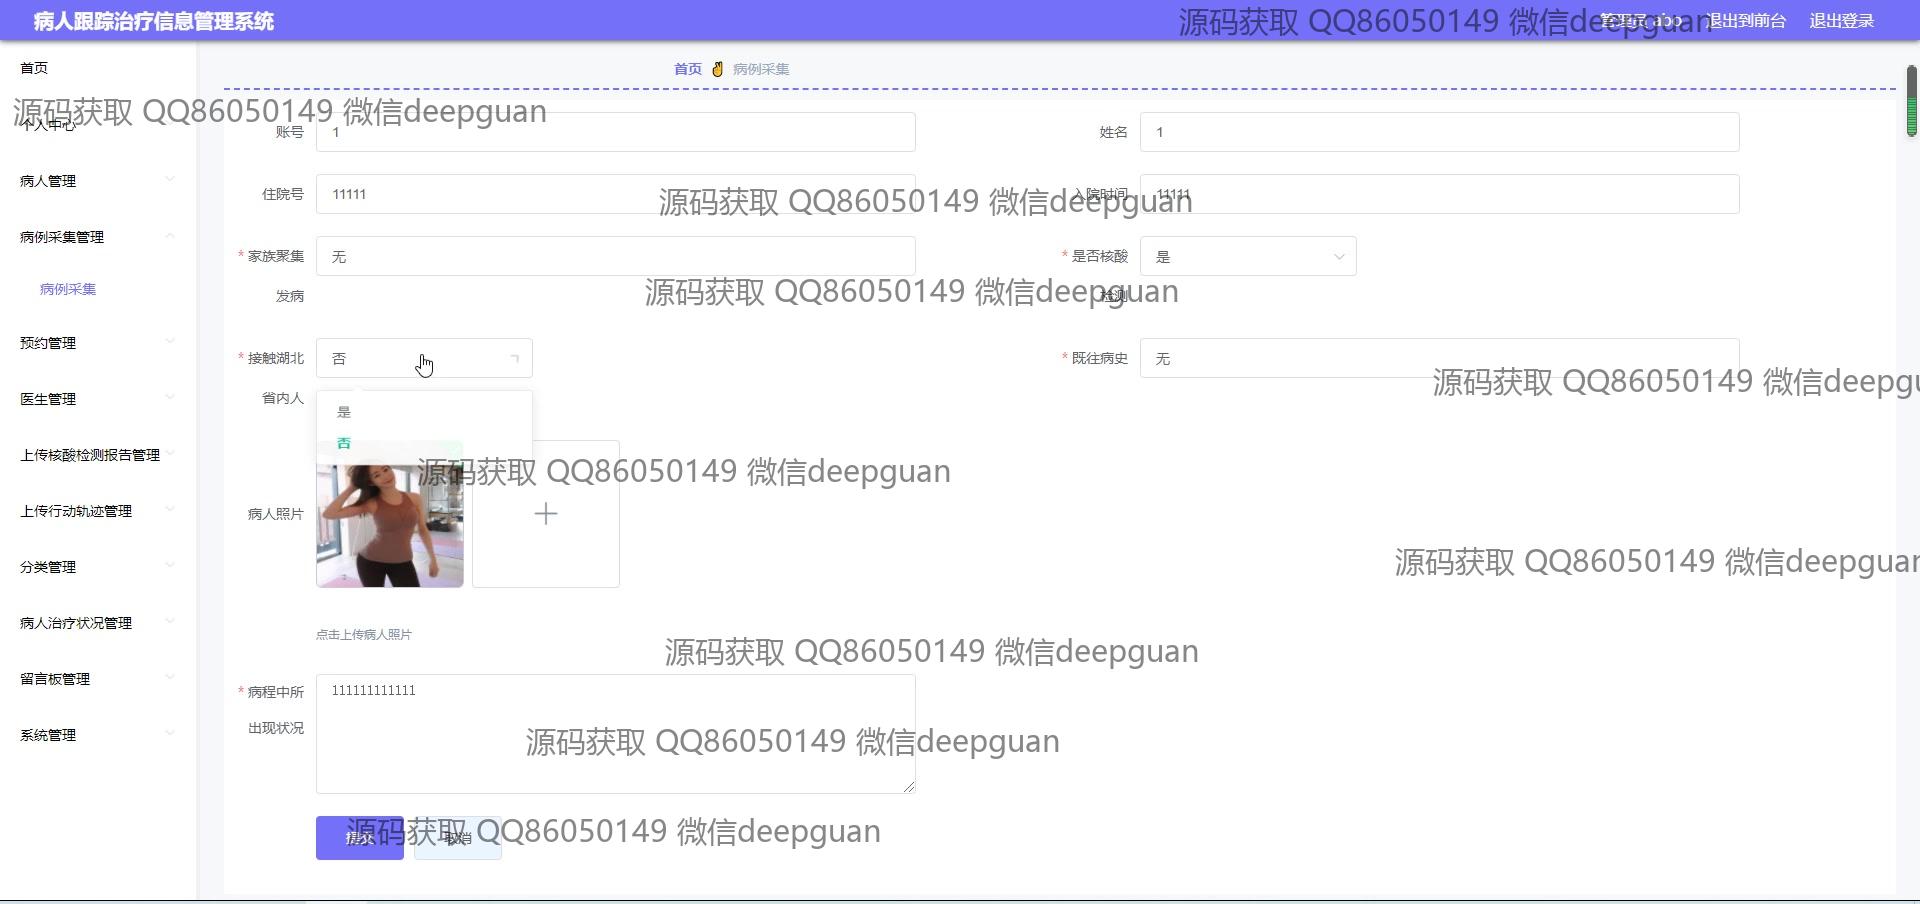 病人跟踪治疗信息管理系统
管理员 abo 退出到前台 退出登录
源码获取 QQ86050149 微信deepguan
首页
首页 病例采集
源码获取 QQ86050149 微信deepguan
个人中心
账号 1
姓名 1
病人管理
住院号 11111
入院时间 11111
源码获取 QQ86050149 微信deepguan
病例采集管理
* 家族聚集发病 无
* 是否核酸检测 是
病例采集
源码获取 QQ86050149 微信deepguan
预约管理
* 接触湖北省内人 否
* 既往病史 无
源码获取 QQ86050149 微信deepgu
医生管理
是
否
上传核酸检测报告管理
源码获取 QQ86050149 微信deepguan
上传行动轨迹管理
病人照片
分类管理
源码获取 QQ86050149 微信deepguan
病人治疗状况管理
点击上传病人照片
源码获取 QQ86050149 微信deepguan
留言板管理
* 病程中所出现状况 111111111111
系统管理
源码获取 QQ86050149 微信deepguan
提交 取消
源码获取 QQ86050149 微信deepguan